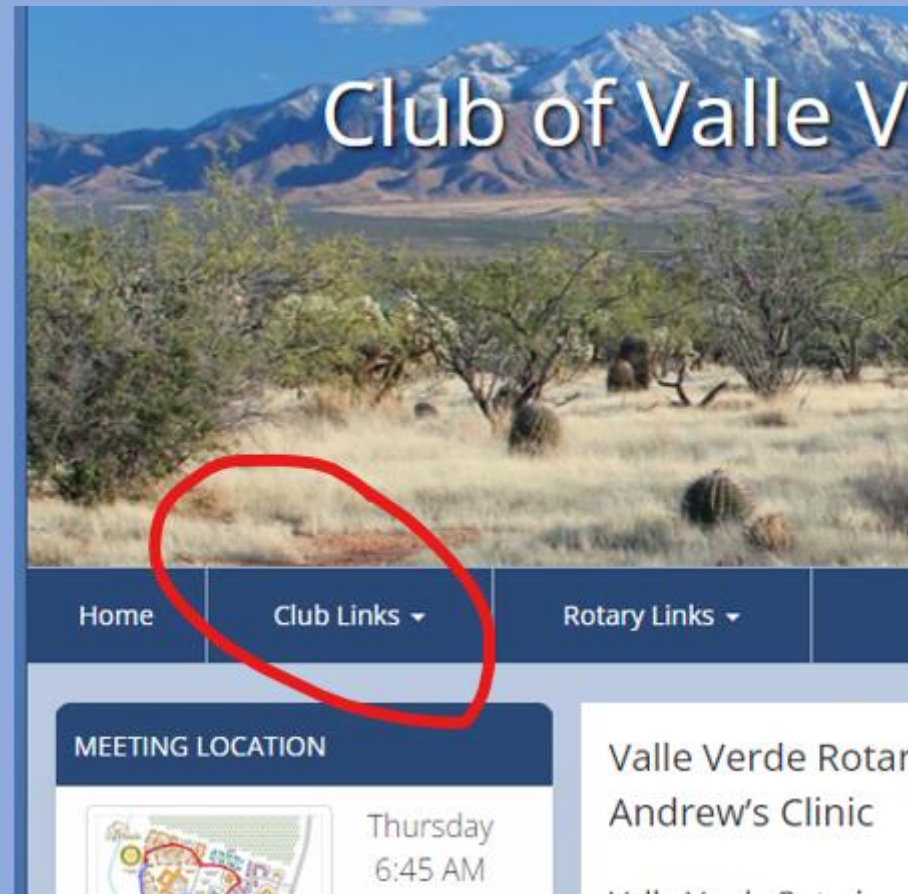 Club of Valle V
Home
Club Links
Rotary Links
MEETING LOCATION
Thursday
6:45 AM
Valle Verde Rotar
Andrew's Clinic